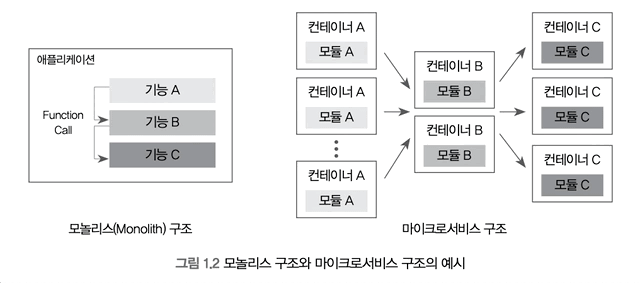 애플리케이션
기능 A
Function
Call
기능 B
기능 C
모놀리스(Monolith) 구조
컨테이너 A
모듈 A
컨테이너 A
모듈 A
컨테이너 A
모듈 A
컨테이너 B
모듈 B
컨테이너 B
모듈 B
컨테이너 C
모듈 C
컨테이너 C
모듈 C
컨테이너 C
모듈 C
마이크로서비스 구조
그림 1.2 모놀리스 구조와 마이크로서비스 구조의 예시